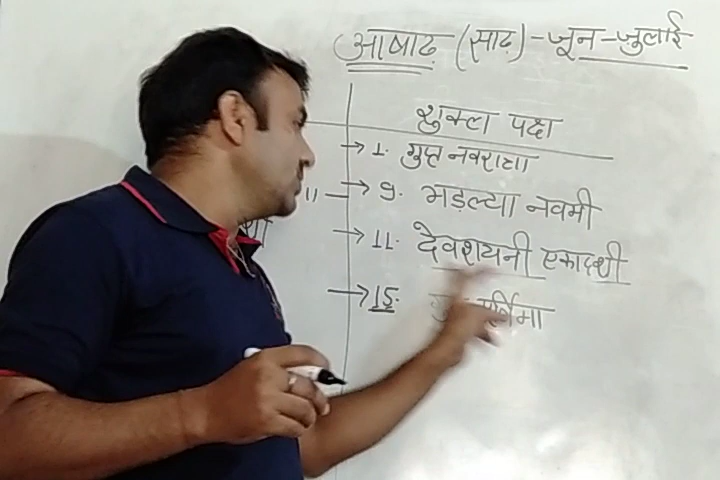 आषाढ़ (साढ़) - जून - जुलाई
शुक्ल पक्ष
→ 1. गुप्त नवरात्रा
→ 9. भड़ल्या नवमी
→ 11. देवशयनी एकादशी
→ 15.